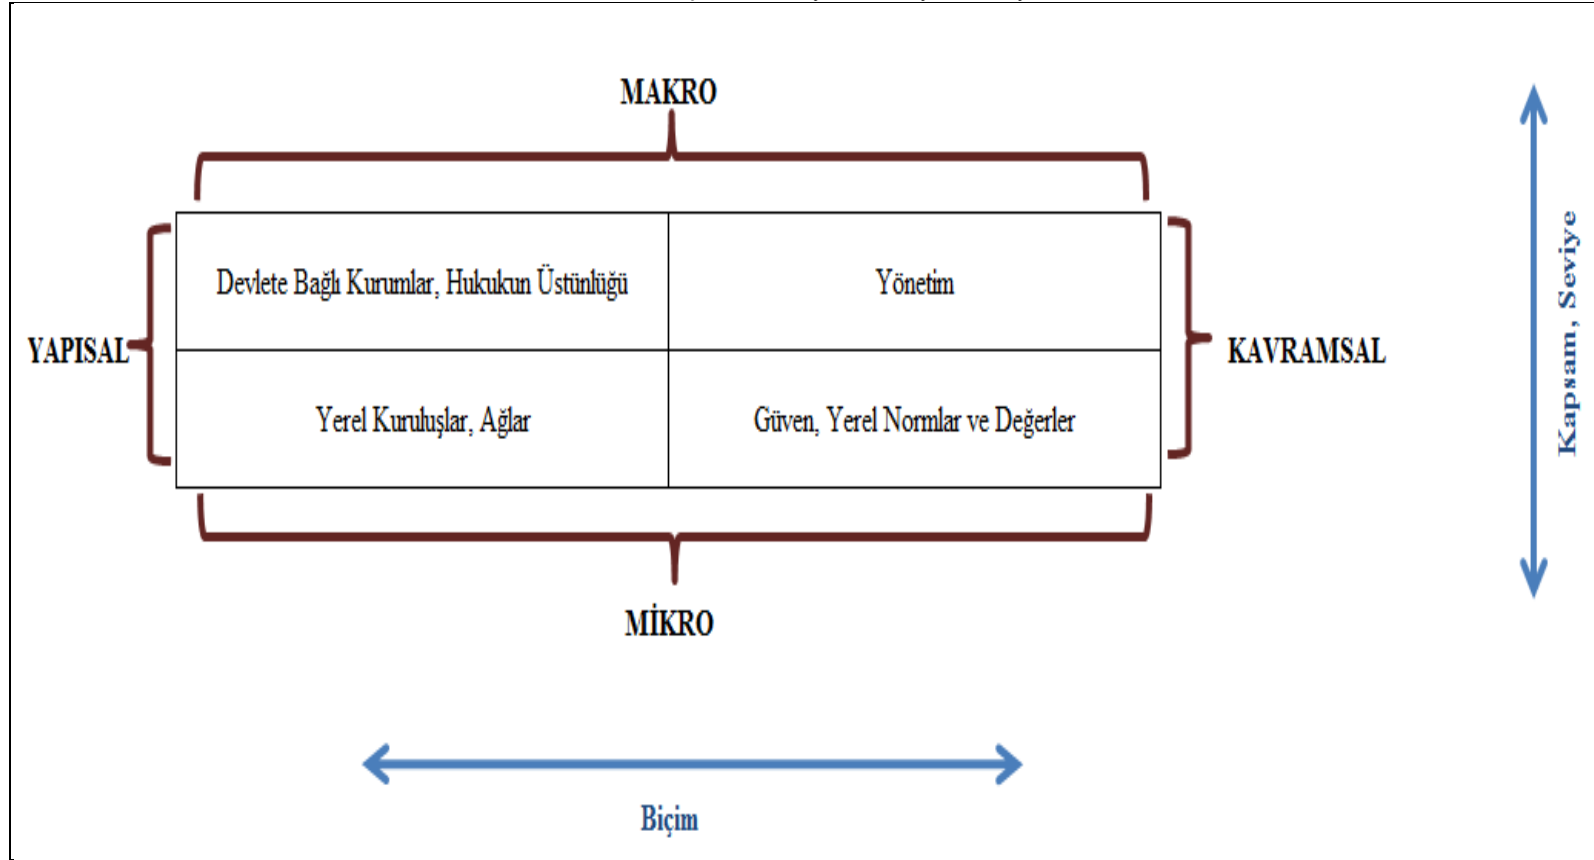 MAKRO
Devlete Bağlı Kurumlar, Hukukun Üstünlüğü
Yönetim
YAPISAL
KAVRAMSAL
Yerel Kuruluşlar, Ağlar
Güven, Yerel Normlar ve Değerler
MİKRO
Kapsam, Seviye
Biçim